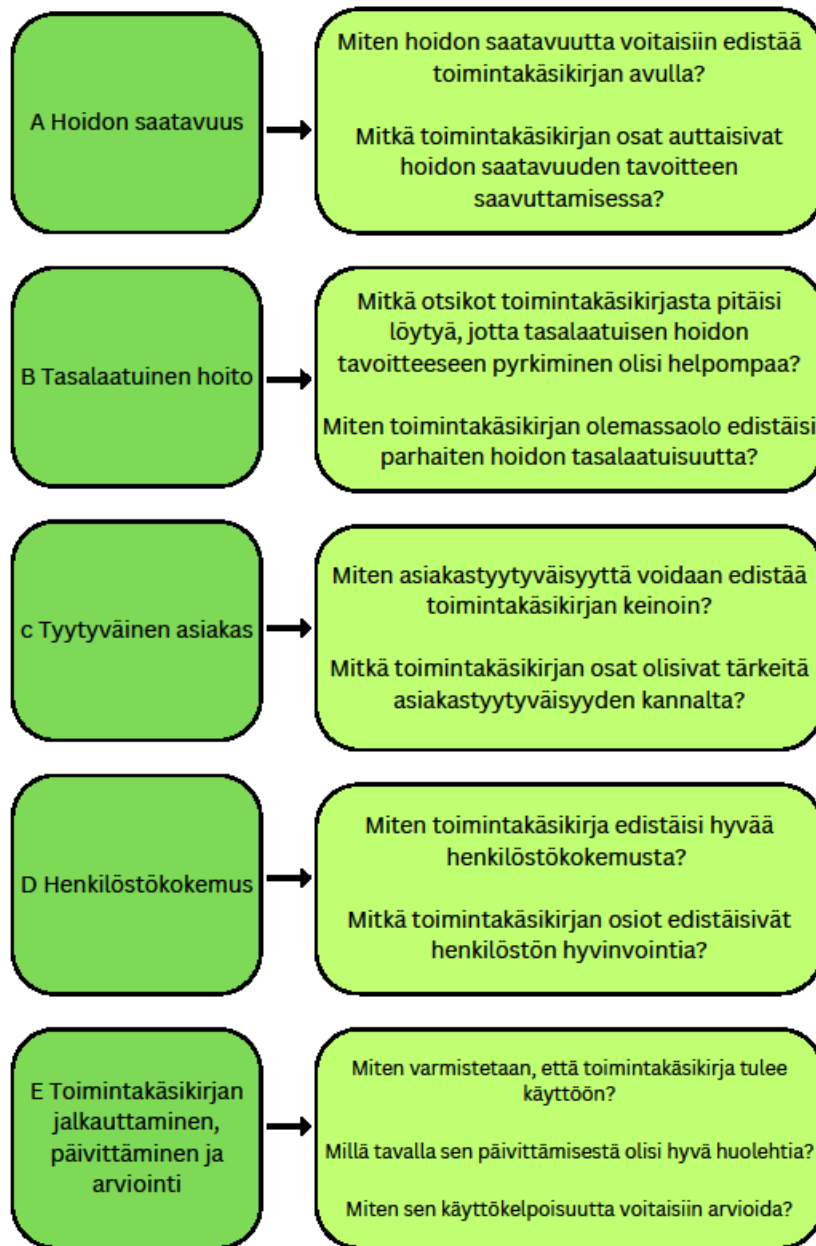 A Hoidon saatavuus
Miten hoidon saatavuutta voitaisiin edistää
toimintakäsikirjan avulla?
Mitkä toimintakäsikirjan osat auttaisivat
hoidon saatavuuden tavoitteen
saavuttamisessa?
B Tasalaatuinen hoito
Mitkä otsikot toimintakäsikirjasta pitäisi
löytyä, jotta tasalaatuisen hoidon
tavoitteeseen pyrkiminen olisi helpompaa?
Miten toimintakäsikirjan olemassaolo edistäisi
parhaiten hoidon tasalaatuisuutta?
c Tyytyväinen asiakas
Miten asiakastyytyväisyyttä voidaan edistää
toimintakäsikirjan keinoin?
Mitkä toimintakäsikirjan osat olisivat tärkeitä
asiakastyytyväisyyden kannalta?
D Henkilöstökokemus
Miten toimintakäsikirja edistäisi hyvää
henkilöstökokemusta?
Mitkä toimintakäsikirjan osiot edistäisivät
henkilöstön hyvinvointia?
E Toimintakäsikirjan
jalkauttaminen,
päivittäminen ja
arviointi
Miten varmistetaan, että toimintakäsikirja tulee
käyttöön?
Millä tavalla sen päivittämisestä olisi hyvä huolehtia?
Miten sen käyttökelpoisuutta voitaisiin arvioida?